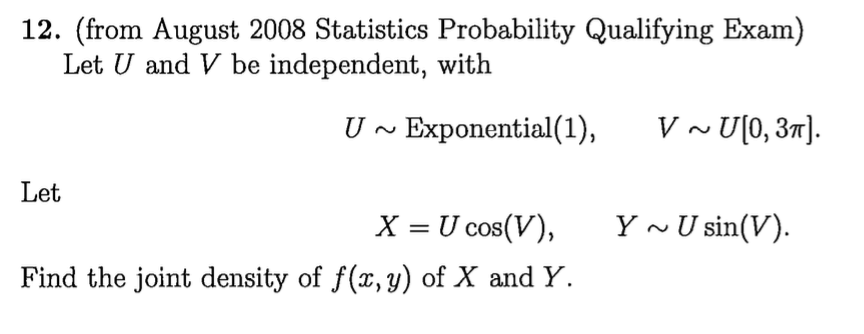 12. (from August 2008 Statistics Probability Qualifying Exam)
Let U and V be independent, with
U ~ Exponential(1), V ~ U[0, 3π].
Let
X = U cos(V), Y ~ U sin(V).
Find the joint density of f(x, y) of X and Y.